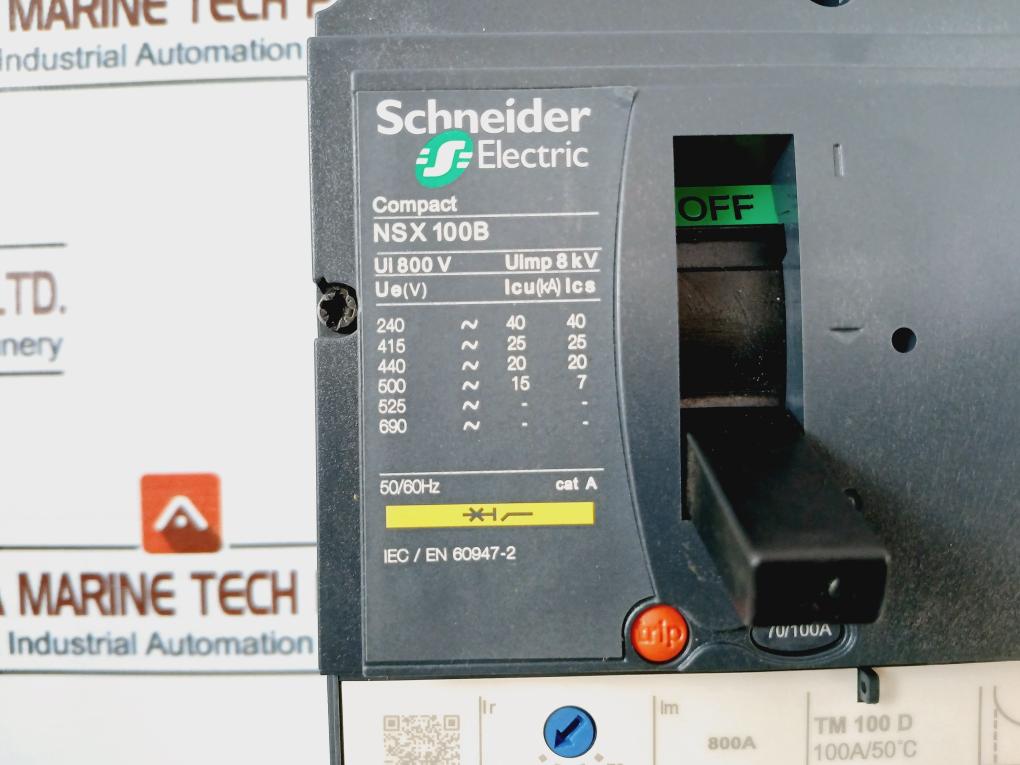 MARINE TECH
Industrial Automation
LTD.
MARINE TECH
Industrial Automation
Schneider
Electric
Compact
NSX 100B
Ui 800 V Uimp 8 kV
Ue(V) Icu(kA) Ics
240 ~ 40 40
415 ~ 25 25
440 ~ 20 20
500 ~ 15 7
525 ~ - -
690 ~ - -
50/60Hz cat A
IEC / EN 60947-2
OFF
I
trip
70/100A
Ir
Im
800A
TM 100 D
100A/50°C